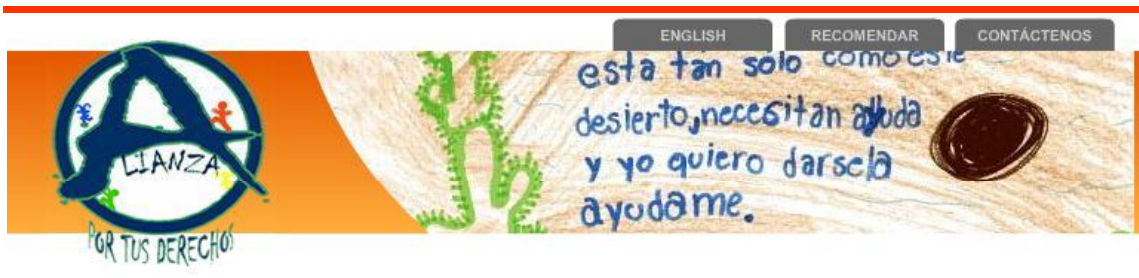 ENGLISH
RECOMENDAR
CONTÁCTENOS
esta tan solo como este
desierto, necesitan ayuda
y yo quiero darsela
ayudame.
ALIANZA
POR TUS DERECHOS